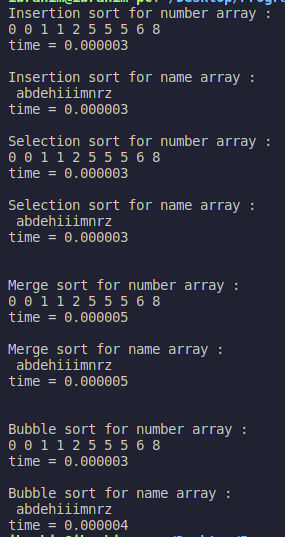 Insertion sort for number array :
0 0 1 1 2 5 5 5 6 8
time = 0.000003
Insertion sort for name array :
abdehiiimnrz
time = 0.000003
Selection sort for number array :
0 0 1 1 2 5 5 5 6 8
time = 0.000003
Selection sort for name array :
abdehiiimnrz
time = 0.000003
Merge sort for number array :
0 0 1 1 2 5 5 5 6 8
time = 0.000005
Merge sort for name array :
abdehiiimnrz
time = 0.000005
Bubble sort for number array :
0 0 1 1 2 5 5 5 6 8
time = 0.000003
Bubble sort for name array :
abdehiiimnrz
time = 0.000004